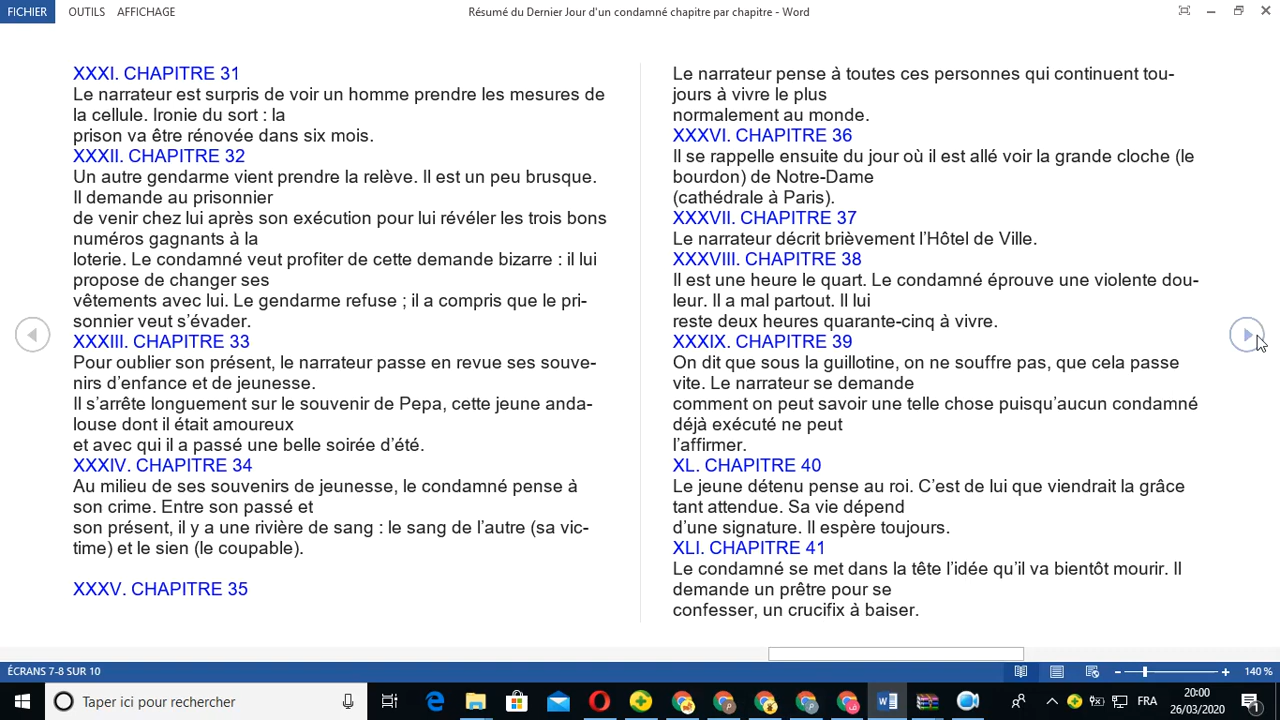 FICHIER OUTILS AFFICHAGE Résumé du Dernier Jour d'un condamné chapitre par chapitre - Word
XXXI. CHAPITRE 31
Le narrateur est surpris de voir un homme prendre les mesures de
la cellule. Ironie du sort : la
prison va être rénovée dans six mois.
XXXII. CHAPITRE 32
Un autre gendarme vient prendre la relève. Il est un peu brusque.
Il demande au prisonnier
de venir chez lui après son exécution pour lui révéler les trois bons
numéros gagnants à la
loterie. Le condamné veut profiter de cette demande bizarre : il lui
propose de changer ses
vêtements avec lui. Le gendarme refuse ; il a compris que le pri-
sonnier veut s’évader.
XXXIII. CHAPITRE 33
Pour oublier son présent, le narrateur passe en revue ses souve-
nirs d’enfance et de jeunesse.
Il s’arrête longuement sur le souvenir de Pepa, cette jeune anda-
louse dont il était amoureux
et avec qui il a passé une belle soirée d’été.
XXXIV. CHAPITRE 34
Au milieu de ses souvenirs de jeunesse, le condamné pense à
son crime. Entre son passé et
son présent, il y a une rivière de sang : le sang de l’autre (sa vic-
time) et le sien (le coupable).
XXXV. CHAPITRE 35
Le narrateur pense à toutes ces personnes qui continuent tou-
jours à vivre le plus
normalement au monde.
XXXVI. CHAPITRE 36
Il se rappelle ensuite du jour où il est allé voir la grande cloche (le
bourdon) de Notre-Dame
(cathédrale à Paris).
XXXVII. CHAPITRE 37
Le narrateur décrit brièvement l’Hôtel de Ville.
XXXVIII. CHAPITRE 38
Il est une heure le quart. Le condamné éprouve une violente dou-
leur. Il a mal partout. Il lui
reste deux heures quarante-cinq à vivre.
XXXIX. CHAPITRE 39
On dit que sous la guillotine, on ne souffre pas, que cela passe
vite. Le narrateur se demande
comment on peut savoir une telle chose puisqu’aucun condamné
déjà exécuté ne peut
l’affirmer.
XL. CHAPITRE 40
Le jeune détenu pense au roi. C’est de lui que viendrait la grâce
tant attendue. Sa vie dépend
d’une signature. Il espère toujours.
XLI. CHAPITRE 41
Le condamné se met dans la tête l’idée qu’il va bientôt mourir. Il
demande un prêtre pour se
confesser, un crucifix à baiser.
ÉCRANS 7-8 SUR 10 140 %
Taper ici pour rechercher FRA 20:00
26/03/2020